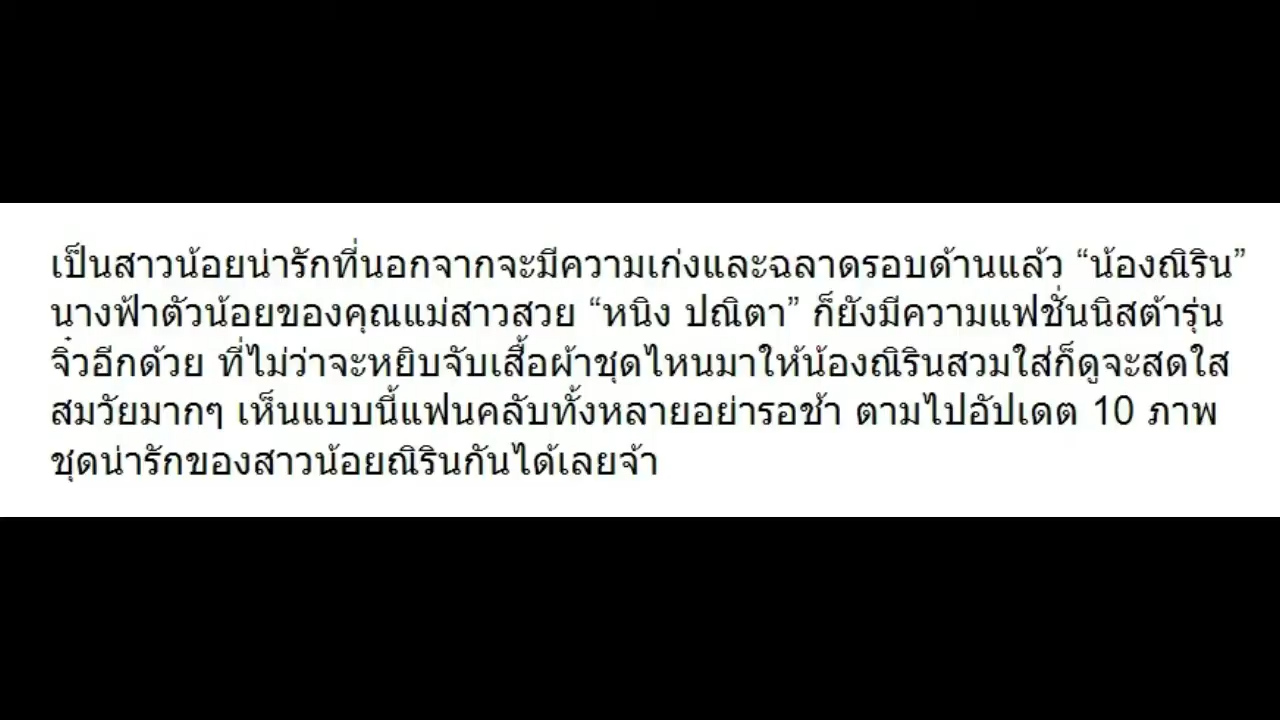 เป็นสาวน้อยน่ารักที่นอกจากจะมีความเก่งและฉลาดรอบด้านแล้ว “น้องณิริน”
นางฟ้าตัวน้อยของคุณแม่สาวสวย “หนิง ปณิตา” ก็ยังมีความแฟชั่นนิสต้ารุ่น
จิ๋วอีกด้วย ที่ไม่ว่าจะหยิบจับเสื้อผ้าชุดไหนมาให้น้องณิรินสวมใส่ก็ดูจะสดใส
สมวัยมากๆ เห็นแบบนี้แฟนคลับทั้งหลายอย่ารอช้า ตามไปอัปเดต 10 ภาพ
ชุดน่ารักของสาวน้อยณิรินกันได้เลยจ้า